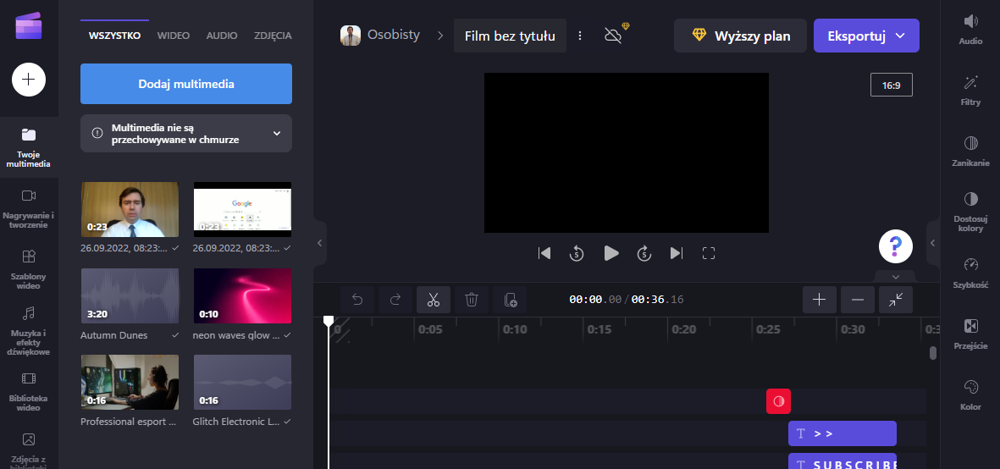 WSZYSTKO WIDEO AUDIO ZDJĘCIA
Osobisty
Film bez tytułu
Wyższy plan
Eksportuj
Audio
Dodaj multimedia
16:9
Filtry
Multimedia nie są
przechowywane w chmurze
Twoje
multimedia
Zanikanie
Nagrywanie i
tworzenie
Google
0:23
0:23
26.09.2022, 08:23:...
26.09.2022, 08:23:...
Dostosuj
kolory
5
5
?
Szablony
wideo
Szybkość
3:20
0:10
00:00.00/00:36.16
Autumn Dunes
neon waves glow ...
Muzyka i
efekty
dźwiękowe
0
0:05
0:10
0:15
0:20
0:25
0:30
Przejście
0:16
0:16
Biblioteka
wideo
Kolor
Professional esport ...
Glitch Electronic L...
T > >
Zdjęcia z
biblioteki
T SUBSCRIBE